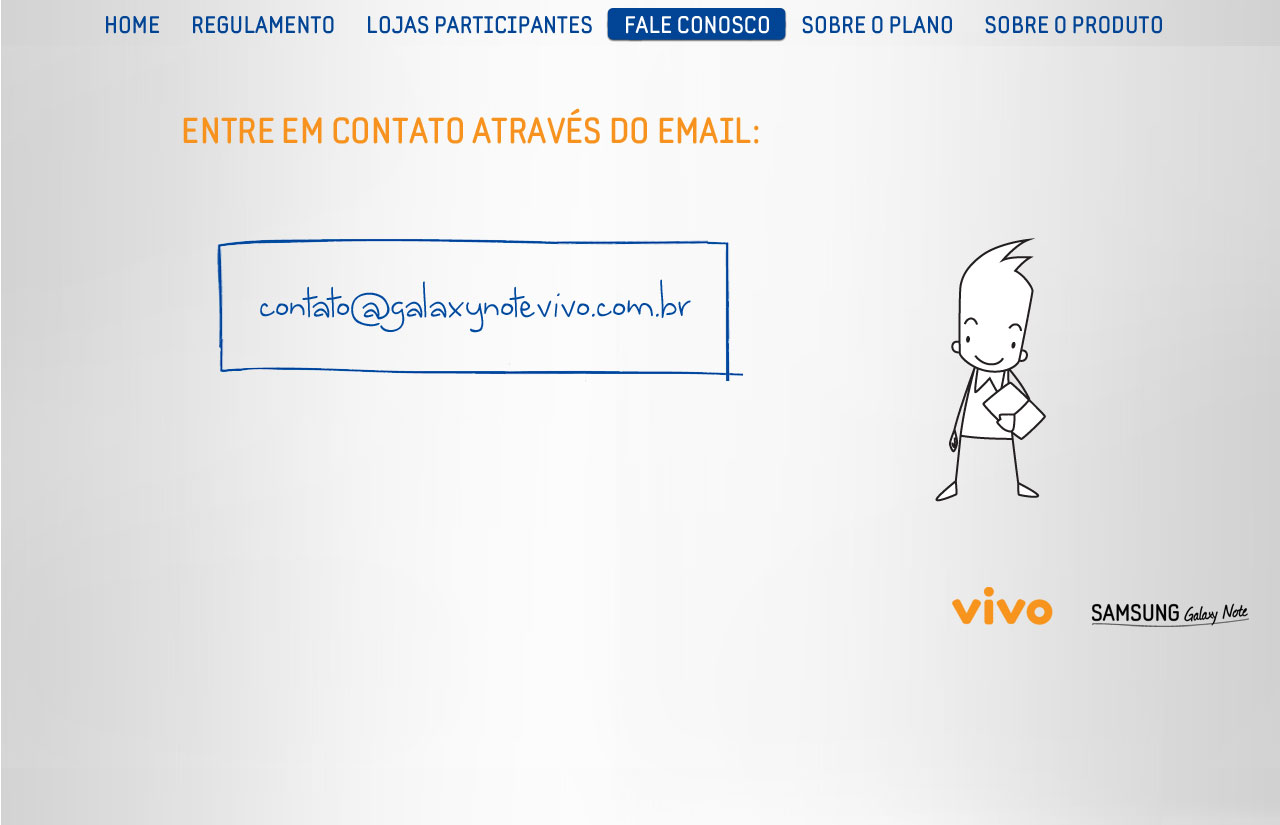 HOME REGULAMENTO LOJAS PARTICIPANTES FALE CONOSCO SOBRE O PLANO SOBRE O PRODUTO
ENTRE EM CONTATO ATRAVÉS DO EMAIL:
contato@galaxynotevivo.com.br
vivo SAMSUNG Galaxy Note